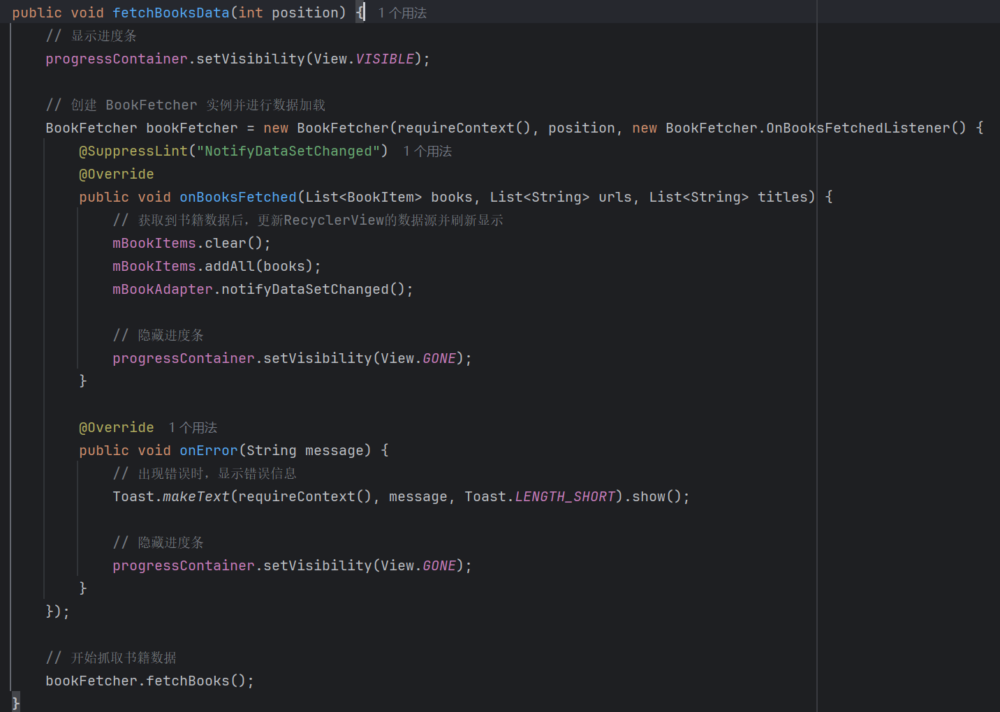 public void fetchBooksData(int position) { 1 个用法
// 显示进度条
progressContainer.setVisibility(View.VISIBLE);
// 创建 BookFetcher 实例并进行数据加载
BookFetcher bookFetcher = new BookFetcher(requireContext(), position, new BookFetcher.OnBooksFetchedListener() {
@SuppressLint("NotifyDataSetChanged") 1 个用法
@Override
public void onBooksFetched(List<BookItem> books, List<String> urls, List<String> titles) {
// 获取到书籍数据后，更新RecyclerView的数据源并刷新显示
mBookItems.clear();
mBookItems.addAll(books);
mBookAdapter.notifyDataSetChanged();
// 隐藏进度条
progressContainer.setVisibility(View.GONE);
}
@Override 1 个用法
public void onError(String message) {
// 出现错误时，显示错误信息
Toast.makeText(requireContext(), message, Toast.LENGTH_SHORT).show();
// 隐藏进度条
progressContainer.setVisibility(View.GONE);
}
});
// 开始抓取书籍数据
bookFetcher.fetchBooks();
}